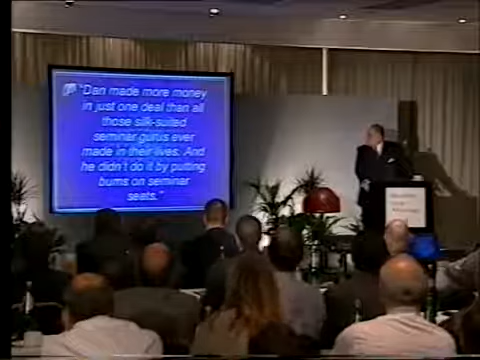 "Dan made more money
in just one deal than all
those silk-suited
seminar gurus ever
made in their lives. And
he didn't do it by putting
bums on seminar
seats."